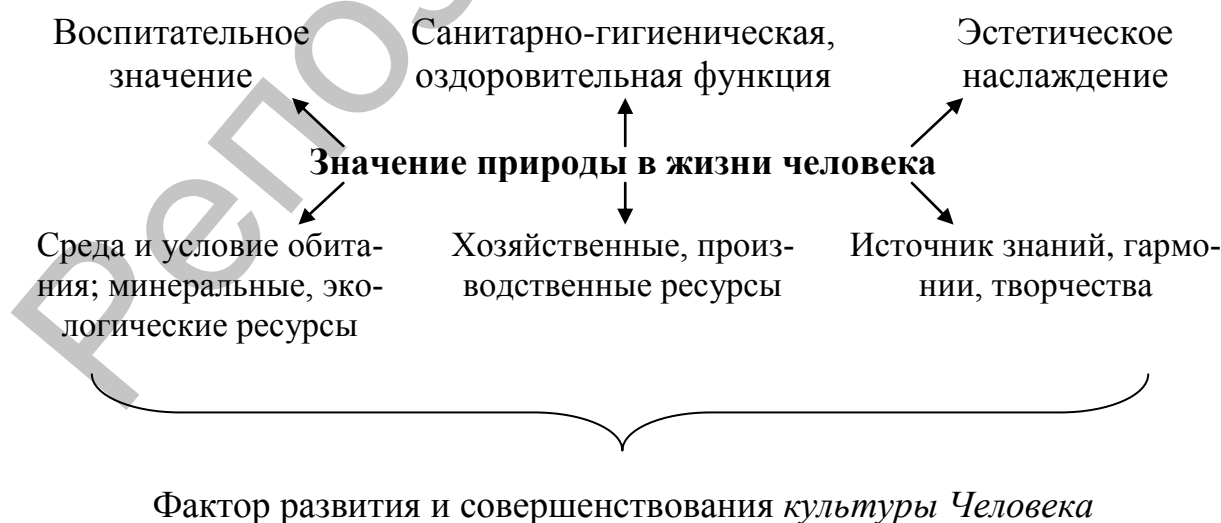 Воспитательное
значение
Санитарно-гигиеническая,
оздоровительная функция
Эстетическое
наслаждение
Значение природы в жизни человека
Среда и условие обита-
ния; минеральные, эко-
логические ресурсы
Хозяйственные, произ-
водственные ресурсы
Источник знаний, гармо-
нии, творчества
Фактор развития и совершенствования культуры Человека